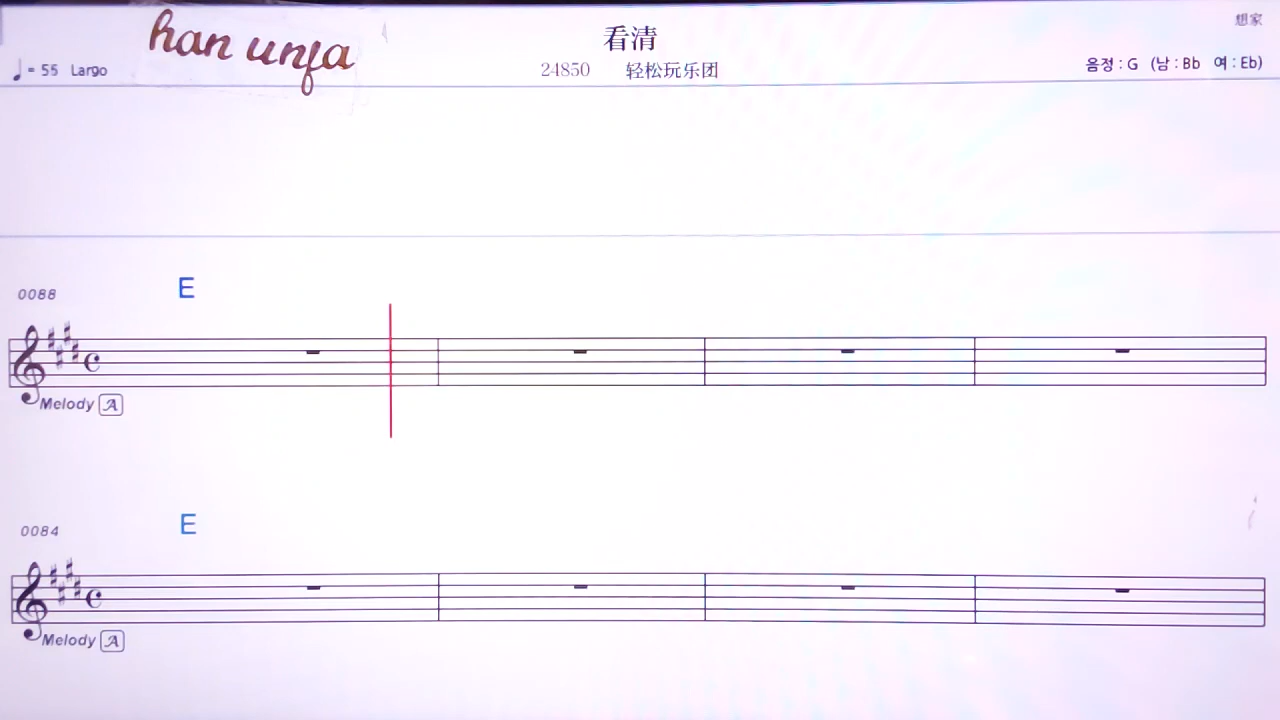 想家
han unfa
看清
♩= 55 Largo
24850 轻松玩乐团
음정 : G (남 : Bb 여 : Eb)
0088
E
Melody A
0084
E
Melody A